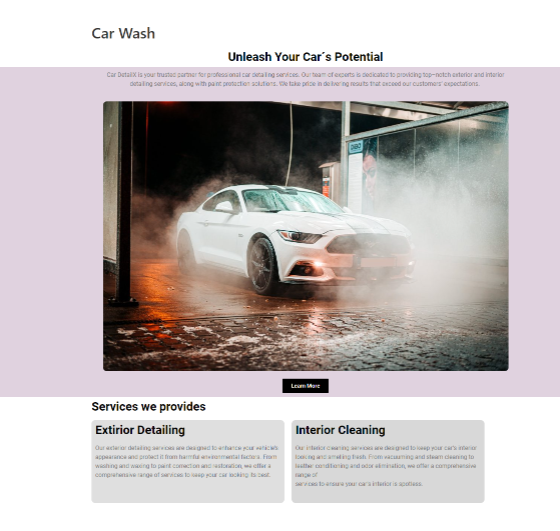 Car Wash
Unleash Your Car´s Potential
Car DetailX is your trusted partner for professional car detailing services. Our team of experts is dedicated to providing top-notch exterior and interior
detailing services, along with paint protection solutions. We take price in delivering results that exceed our customers' expectations.
Learn More
Services we provides
Extirior Detailing
Interior Cleaning
Our exterior detailing services are designed to enhance your vehicle's
appearance and protect it from harmful environmental factors. From
washing and waxing to paint correction and restoration, we offer a
comprehensive range of services to keep your car looking its best.
Our interior cleaning services are designed to keep your car's interior
looking and smelling fresh. From vacuuming and steam cleaning to
leather conditioning and odor elimination, we offer a comprehensive
range of
services to ensure your car's interior is spotless.